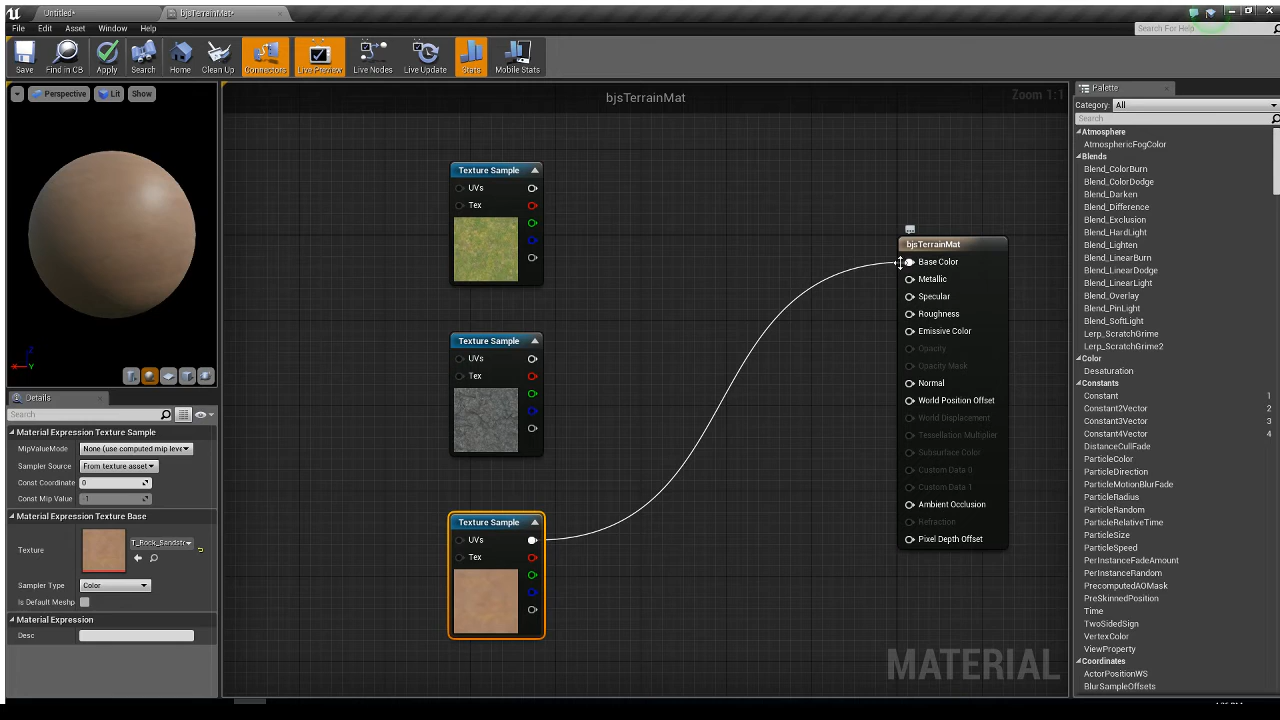 Untitled*
bjsTerrainMat*
File Edit Asset Window Help
Search For Help
Save Find in CB Apply Search Home Clean Up Connectors Live Preview Live Nodes Live Update Stats Mobile Stats
Perspective Lit Show
bjsTerrainMat
Zoom 1:1
Palette
Category: All
Search
Atmosphere
AtmosphericFogColor
Blends
Blend_ColorBurn
Blend_ColorDodge
Blend_Darken
Blend_Difference
Blend_Exclusion
Blend_HardLight
Blend_Lighten
Blend_LinearBurn
Blend_LinearDodge
Blend_LinearLight
Blend_Overlay
Blend_PinLight
Blend_Screen
Blend_SoftLight
Lerp_ScratchGrime
Lerp_ScratchGrime2
Color
Desaturation
Constants
Constant 1
Constant2Vector 2
Constant3Vector 3
Constant4Vector 4
DistanceCullFade
ParticleColor
ParticleDirection
ParticleMotionBlurFade
ParticleRadius
ParticleRandom
ParticleRelativeTime
ParticleSize
ParticleSpeed
PerInstanceFadeAmount
PerInstanceRandom
PrecomputedAOMask
PreSkinnedPosition
Time
TwoSidedSign
VertexColor
ViewProperty
Coordinates
ActorPositionWS
BlurSampleOffsets
Texture Sample
UVs
Tex
Texture Sample
UVs
Tex
Texture Sample
UVs
Tex
bjsTerrainMat
Base Color
Metallic
Specular
Roughness
Emissive Color
Opacity
Opacity Mask
Normal
World Position Offset
World Displacement
Tessellation Multiplier
Subsurface Color
Custom Data 0
Custom Data 1
Ambient Occlusion
Refraction
Pixel Depth Offset
MATERIAL
Z
Y
Details
Search
Material Expression Texture Sample
MipValueMode None (use computed mip leve
Sampler Source From texture asset
Const Coordinate 0
Const Mip Value -1
Material Expression Texture Base
Texture T_Rock_Sandstc
Sampler Type Color
Is Default Meshp
Material Expression
Desc